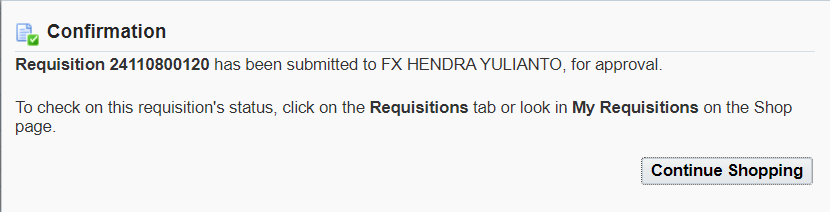 Confirmation
Requisition 24110800120 has been submitted to FX HENDRA YULIANTO, for approval.
To check on this requisition's status, click on the Requisitions tab or look in My Requisitions on the Shop
page.
Continue Shopping